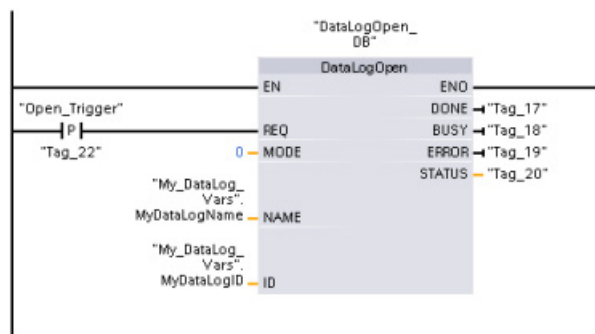 "DataLogOpen_
DB"
DataLogOpen
EN
ENO
"Open_Trigger"
DONE
"Tag_17"
P
REQ
BUSY
"Tag_18"
"Tag_22"
0
MODE
ERROR
"Tag_19"
STATUS
"Tag_20"
"My_DataLog_
Vars".
MyDataLogName
NAME
"My_DataLog_
Vars".
MyDataLogID
ID